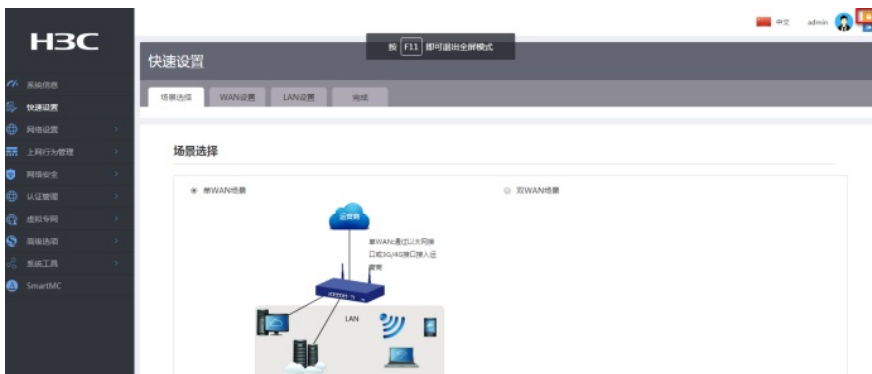 中文 admin
H3C
按 F11 即可退出全屏模式
快速设置
系统信息
快速设置
网络设置
上网行为管理
网络安全
认证管理
虚拟专网
高级选项
系统工具
SmartMC
场景选择 WAN设置 LAN设置 完成
场景选择
单WAN场景 双WAN场景
运营商
单WAN:通过以太网接
口或3G/4G接口接入运
营商
LAN